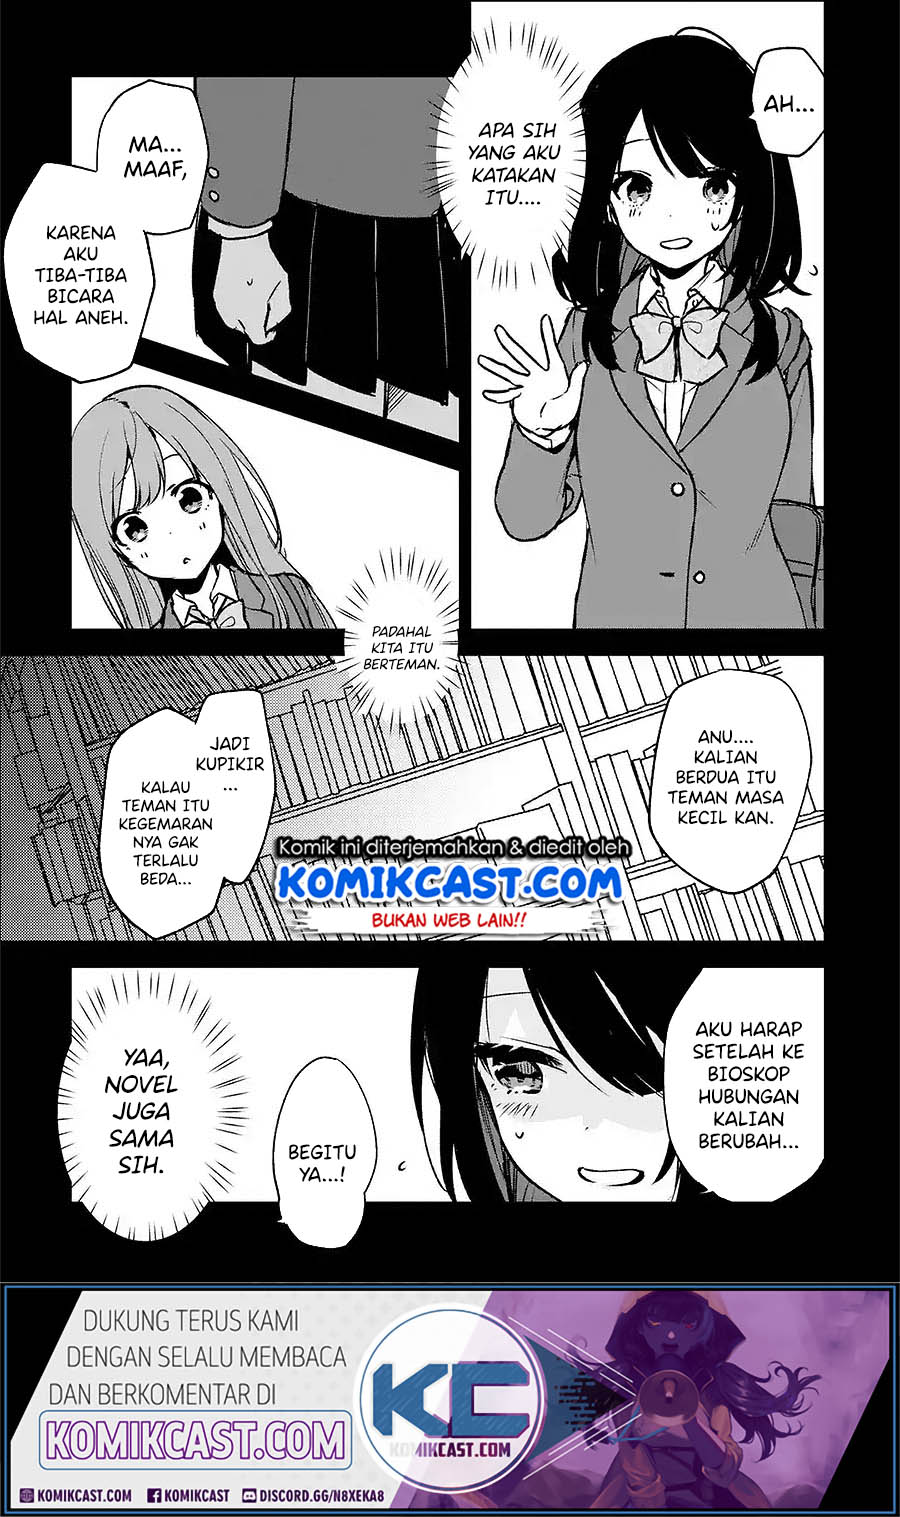 AH...
APA SIH
YANG AKU
KATAKAN
ITU....
MA...
MAAF,
KARENA
AKU
TIBA-TIBA
BICARA
HAL ANEH.
PADAHAL
KITA ITU
BERTEMAN.
ANU....
KALIAN
BERDUA ITU
TEMAN MASA
KECIL KAN.
JADI
KUPIKIR
...
KALAU
TEMAN ITU
KEGEMARAN
NYA GAK
TERLALU
BEDA...
Komik ini diterjemahkan & diedit oleh
KOMIKCAST.COM
BUKAN WEB LAIN!!
AKU HARAP
SETELAH KE
BIOSKOP
HUBUNGAN
KALIAN
BERUBAH...
BEGITU
YA...!
YAA,
NOVEL
JUGA
SAMA
SIH.
DUKUNG TERUS KAMI
DENGAN SELALU MEMBACA
DAN BERKOMENTAR DI
KOMIKCAST.COM
KOMIKCAST.COM KOMIKCAST DISCORD.GG/N8XEKA8
KC
KOMIKCAST.COM